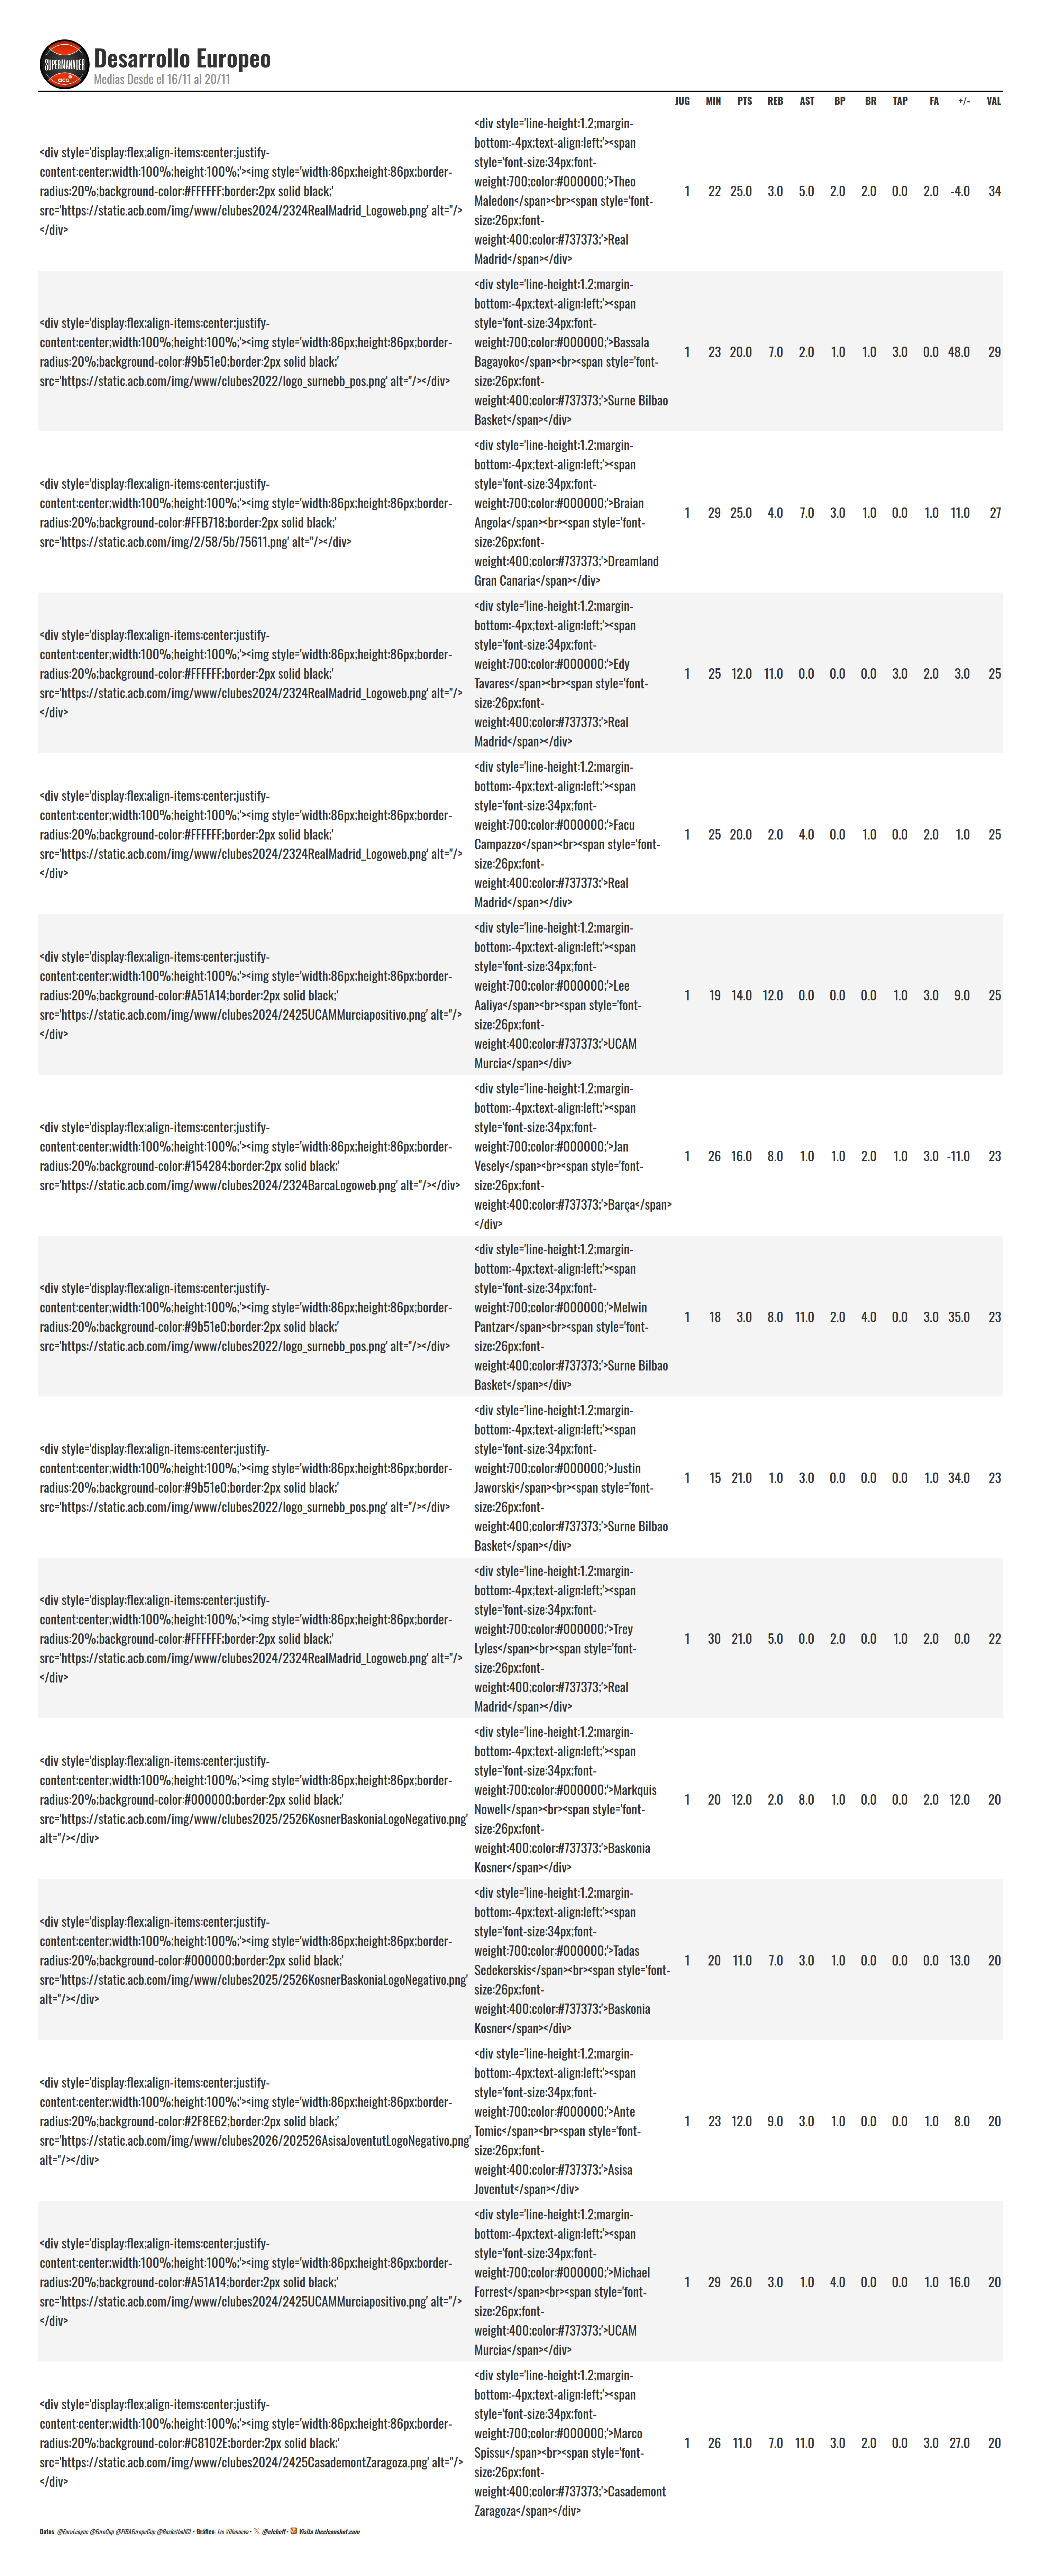 SUPERMANAGER
acb
Desarrollo Europeo
Medias Desde el 16/11 al 20/11
JUG MIN PTS REB AST BP BR TAP FA +/- VAL
<div style='display:flex;align-items:center;justify-
content:center;width:100%;height:100%;'><img style='width:86px;height:86px;border-
radius:20%;background-color:#FFFFFF;border:2px solid black;'
src='https://static.acb.com/img/www/clubes2024/2324RealMadrid_Logoweb.png' alt=''/>
</div>
<div style='line-height:1.2;margin-
bottom:-4px;text-align:left;'><span
style='font-size:34px;font-
weight:700;color:#000000;'>Theo
Maledon</span><br><span style='font-
size:26px;font-
weight:400;color:#737373;'>Real
Madrid</span></div>
1 22 25.0 3.0 5.0 2.0 2.0 0.0 2.0 -4.0 34
<div style='display:flex;align-items:center;justify-
content:center;width:100%;height:100%;'><img style='width:86px;height:86px;border-
radius:20%;background-color:#9b51e0;border:2px solid black;'
src='https://static.acb.com/img/www/clubes2022/logo_surnebb_pos.png' alt=''/></div>
<div style='line-height:1.2;margin-
bottom:-4px;text-align:left;'><span
style='font-size:34px;font-
weight:700;color:#000000;'>Bassala
Bagayoko</span><br><span style='font-
size:26px;font-
weight:400;color:#737373;'>Surne Bilbao
Basket</span></div>
1 23 20.0 7.0 2.0 1.0 1.0 3.0 0.0 48.0 29
<div style='display:flex;align-items:center;justify-
content:center;width:100%;height:100%;'><img style='width:86px;height:86px;border-
radius:20%;background-color:#FFB718;border:2px solid black;'
src='https://static.acb.com/img/2/58/5b/75611.png' alt=''/></div>
<div style='line-height:1.2;margin-
bottom:-4px;text-align:left;'><span
style='font-size:34px;font-
weight:700;color:#000000;'>Braian
Angola</span><br><span style='font-
size:26px;font-
weight:400;color:#737373;'>Dreamland
Gran Canaria</span></div>
1 29 25.0 4.0 7.0 3.0 1.0 0.0 1.0 11.0 27
<div style='display:flex;align-items:center;justify-
content:center;width:100%;height:100%;'><img style='width:86px;height:86px;border-
radius:20%;background-color:#FFFFFF;border:2px solid black;'
src='https://static.acb.com/img/www/clubes2024/2324RealMadrid_Logoweb.png' alt=''/>
</div>
<div style='line-height:1.2;margin-
bottom:-4px;text-align:left;'><span
style='font-size:34px;font-
weight:700;color:#000000;'>Edy
Tavares</span><br><span style='font-
size:26px;font-
weight:400;color:#737373;'>Real
Madrid</span></div>
1 25 12.0 11.0 0.0 0.0 0.0 3.0 2.0 3.0 25
<div style='display:flex;align-items:center;justify-
content:center;width:100%;height:100%;'><img style='width:86px;height:86px;border-
radius:20%;background-color:#FFFFFF;border:2px solid black;'
src='https://static.acb.com/img/www/clubes2024/2324RealMadrid_Logoweb.png' alt=''/>
</div>
<div style='line-height:1.2;margin-
bottom:-4px;text-align:left;'><span
style='font-size:34px;font-
weight:700;color:#000000;'>Facu
Campazzo</span><br><span style='font-
size:26px;font-
weight:400;color:#737373;'>Real
Madrid</span></div>
1 25 20.0 2.0 4.0 0.0 1.0 0.0 2.0 1.0 25
<div style='display:flex;align-items:center;justify-
content:center;width:100%;height:100%;'><img style='width:86px;height:86px;border-
radius:20%;background-color:#A51A14;border:2px solid black;'
src='https://static.acb.com/img/www/clubes2024/2425UCAMMurciapositivo.png' alt=''/>
</div>
<div style='line-height:1.2;margin-
bottom:-4px;text-align:left;'><span
style='font-size:34px;font-
weight:700;color:#000000;'>Lee
Aaliya</span><br><span style='font-
size:26px;font-
weight:400;color:#737373;'>UCAM
Murcia</span></div>
1 19 14.0 12.0 0.0 0.0 0.0 1.0 3.0 9.0 25
<div style='display:flex;align-items:center;justify-
content:center;width:100%;height:100%;'><img style='width:86px;height:86px;border-
radius:20%;background-color:#154284;border:2px solid black;'
src='https://static.acb.com/img/www/clubes2024/2324BarcaLogoweb.png' alt=''/></div>
<div style='line-height:1.2;margin-
bottom:-4px;text-align:left;'><span
style='font-size:34px;font-
weight:700;color:#000000;'>Jan
Vesely</span><br><span style='font-
size:26px;font-
weight:400;color:#737373;'>Barça</span>
</div>
1 26 16.0 8.0 1.0 1.0 2.0 1.0 3.0 -11.0 23
<div style='display:flex;align-items:center;justify-
content:center;width:100%;height:100%;'><img style='width:86px;height:86px;border-
radius:20%;background-color:#9b51e0;border:2px solid black;'
src='https://static.acb.com/img/www/clubes2022/logo_surnebb_pos.png' alt=''/></div>
<div style='line-height:1.2;margin-
bottom:-4px;text-align:left;'><span
style='font-size:34px;font-
weight:700;color:#000000;'>Melwin
Pantzar</span><br><span style='font-
size:26px;font-
weight:400;color:#737373;'>Surne Bilbao
Basket</span></div>
1 18 3.0 8.0 11.0 2.0 4.0 0.0 3.0 35.0 23
<div style='display:flex;align-items:center;justify-
content:center;width:100%;height:100%;'><img style='width:86px;height:86px;border-
radius:20%;background-color:#9b51e0;border:2px solid black;'
src='https://static.acb.com/img/www/clubes2022/logo_surnebb_pos.png' alt=''/></div>
<div style='line-height:1.2;margin-
bottom:-4px;text-align:left;'><span
style='font-size:34px;font-
weight:700;color:#000000;'>Justin
Jaworski</span><br><span style='font-
size:26px;font-
weight:400;color:#737373;'>Surne Bilbao
Basket</span></div>
1 15 21.0 1.0 3.0 0.0 0.0 0.0 1.0 34.0 23
<div style='display:flex;align-items:center;justify-
content:center;width:100%;height:100%;'><img style='width:86px;height:86px;border-
radius:20%;background-color:#FFFFFF;border:2px solid black;'
src='https://static.acb.com/img/www/clubes2024/2324RealMadrid_Logoweb.png' alt=''/>
</div>
<div style='line-height:1.2;margin-
bottom:-4px;text-align:left;'><span
style='font-size:34px;font-
weight:700;color:#000000;'>Trey
Lyles</span><br><span style='font-
size:26px;font-
weight:400;color:#737373;'>Real
Madrid</span></div>
1 30 21.0 5.0 0.0 2.0 0.0 1.0 2.0 0.0 22
<div style='display:flex;align-items:center;justify-
content:center;width:100%;height:100%;'><img style='width:86px;height:86px;border-
radius:20%;background-color:#000000;border:2px solid black;'
src='https://static.acb.com/img/www/clubes2025/2526KosnerBaskoniaLogoNegativo.png'
alt=''/></div>
<div style='line-height:1.2;margin-
bottom:-4px;text-align:left;'><span
style='font-size:34px;font-
weight:700;color:#000000;'>Markquis
Nowell</span><br><span style='font-
size:26px;font-
weight:400;color:#737373;'>Baskonia
Kosner</span></div>
1 20 12.0 2.0 8.0 1.0 0.0 0.0 2.0 12.0 20
<div style='display:flex;align-items:center;justify-
content:center;width:100%;height:100%;'><img style='width:86px;height:86px;border-
radius:20%;background-color:#000000;border:2px solid black;'
src='https://static.acb.com/img/www/clubes2025/2526KosnerBaskoniaLogoNegativo.png'
alt=''/></div>
<div style='line-height:1.2;margin-
bottom:-4px;text-align:left;'><span
style='font-size:34px;font-
weight:700;color:#000000;'>Tadas
Sedekerskis</span><br><span style='font-
size:26px;font-
weight:400;color:#737373;'>Baskonia
Kosner</span></div>
1 20 11.0 7.0 3.0 1.0 0.0 0.0 0.0 13.0 20
<div style='display:flex;align-items:center;justify-
content:center;width:100%;height:100%;'><img style='width:86px;height:86px;border-
radius:20%;background-color:#2F8E62;border:2px solid black;'
src='https://static.acb.com/img/www/clubes2026/202526AsisaJoventutLogoNegativo.png'
alt=''/></div>
<div style='line-height:1.2;margin-
bottom:-4px;text-align:left;'><span
style='font-size:34px;font-
weight:700;color:#000000;'>Ante
Tomic</span><br><span style='font-
size:26px;font-
weight:400;color:#737373;'>Asisa
Joventut</span></div>
1 23 12.0 9.0 3.0 1.0 0.0 0.0 1.0 8.0 20
<div style='display:flex;align-items:center;justify-
content:center;width:100%;height:100%;'><img style='width:86px;height:86px;border-
radius:20%;background-color:#A51A14;border:2px solid black;'
src='https://static.acb.com/img/www/clubes2024/2425UCAMMurciapositivo.png' alt=''/>
</div>
<div style='line-height:1.2;margin-
bottom:-4px;text-align:left;'><span
style='font-size:34px;font-
weight:700;color:#000000;'>Michael
Forrest</span><br><span style='font-
size:26px;font-
weight:400;color:#737373;'>UCAM
Murcia</span></div>
1 29 26.0 3.0 1.0 4.0 0.0 0.0 1.0 16.0 20
<div style='display:flex;align-items:center;justify-
content:center;width:100%;height:100%;'><img style='width:86px;height:86px;border-
radius:20%;background-color:#C8102E;border:2px solid black;'
src='https://static.acb.com/img/www/clubes2024/2425CasademontZaragoza.png' alt=''/>
</div>
<div style='line-height:1.2;margin-
bottom:-4px;text-align:left;'><span
style='font-size:34px;font-
weight:700;color:#000000;'>Marco
Spissu</span><br><span style='font-
size:26px;font-
weight:400;color:#737373;'>Casademont
Zaragoza</span></div>
1 26 11.0 7.0 11.0 3.0 2.0 0.0 3.0 27.0 20
Datos: @EuroLeague @EuroCup @FIBAEuropeCup @BasketballCL • Gráfico: Ivo Villanueva • @elcheff • Visita thecleanshot.com